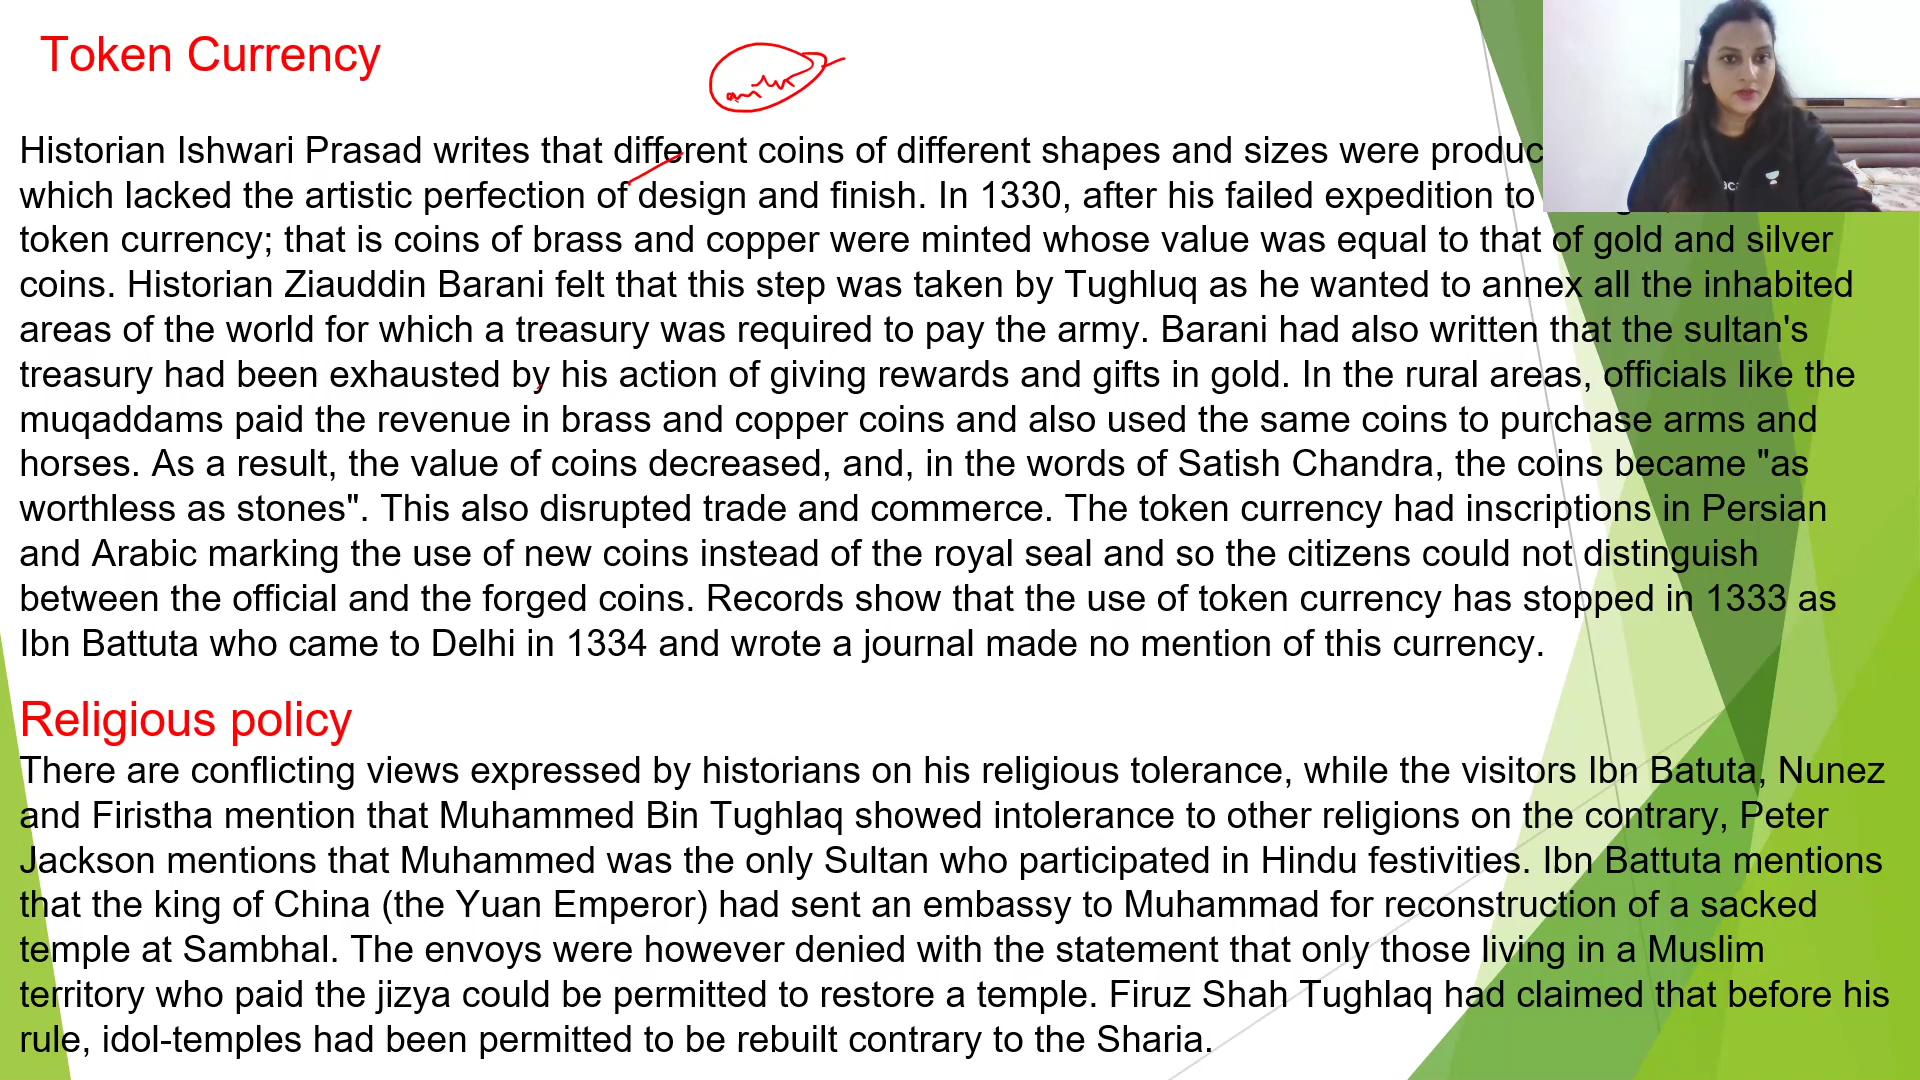 Token Currency
Historian Ishwari Prasad writes that different coins of different shapes and sizes were produc
which lacked the artistic perfection of design and finish. In 1330, after his failed expedition to
token currency; that is coins of brass and copper were minted whose value was equal to that of gold and silver
coins. Historian Ziauddin Barani felt that this step was taken by Tughluq as he wanted to annex all the inhabited
areas of the world for which a treasury was required to pay the army. Barani had also written that the sultan's
treasury had been exhausted by his action of giving rewards and gifts in gold. In the rural areas, officials like the
muqaddams paid the revenue in brass and copper coins and also used the same coins to purchase arms and
horses. As a result, the value of coins decreased, and, in the words of Satish Chandra, the coins became "as
worthless as stones". This also disrupted trade and commerce. The token currency had inscriptions in Persian
and Arabic marking the use of new coins instead of the royal seal and so the citizens could not distinguish
between the official and the forged coins. Records show that the use of token currency has stopped in 1333 as
Ibn Battuta who came to Delhi in 1334 and wrote a journal made no mention of this currency.
Religious policy
There are conflicting views expressed by historians on his religious tolerance, while the visitors Ibn Batuta, Nunez
and Firistha mention that Muhammed Bin Tughlaq showed intolerance to other religions on the contrary, Peter
Jackson mentions that Muhammed was the only Sultan who participated in Hindu festivities. Ibn Battuta mentions
that the king of China (the Yuan Emperor) had sent an embassy to Muhammad for reconstruction of a sacked
temple at Sambhal. The envoys were however denied with the statement that only those living in a Muslim
territory who paid the jizya could be permitted to restore a temple. Firuz Shah Tughlaq had claimed that before his
rule, idol-temples had been permitted to be rebuilt contrary to the Sharia.